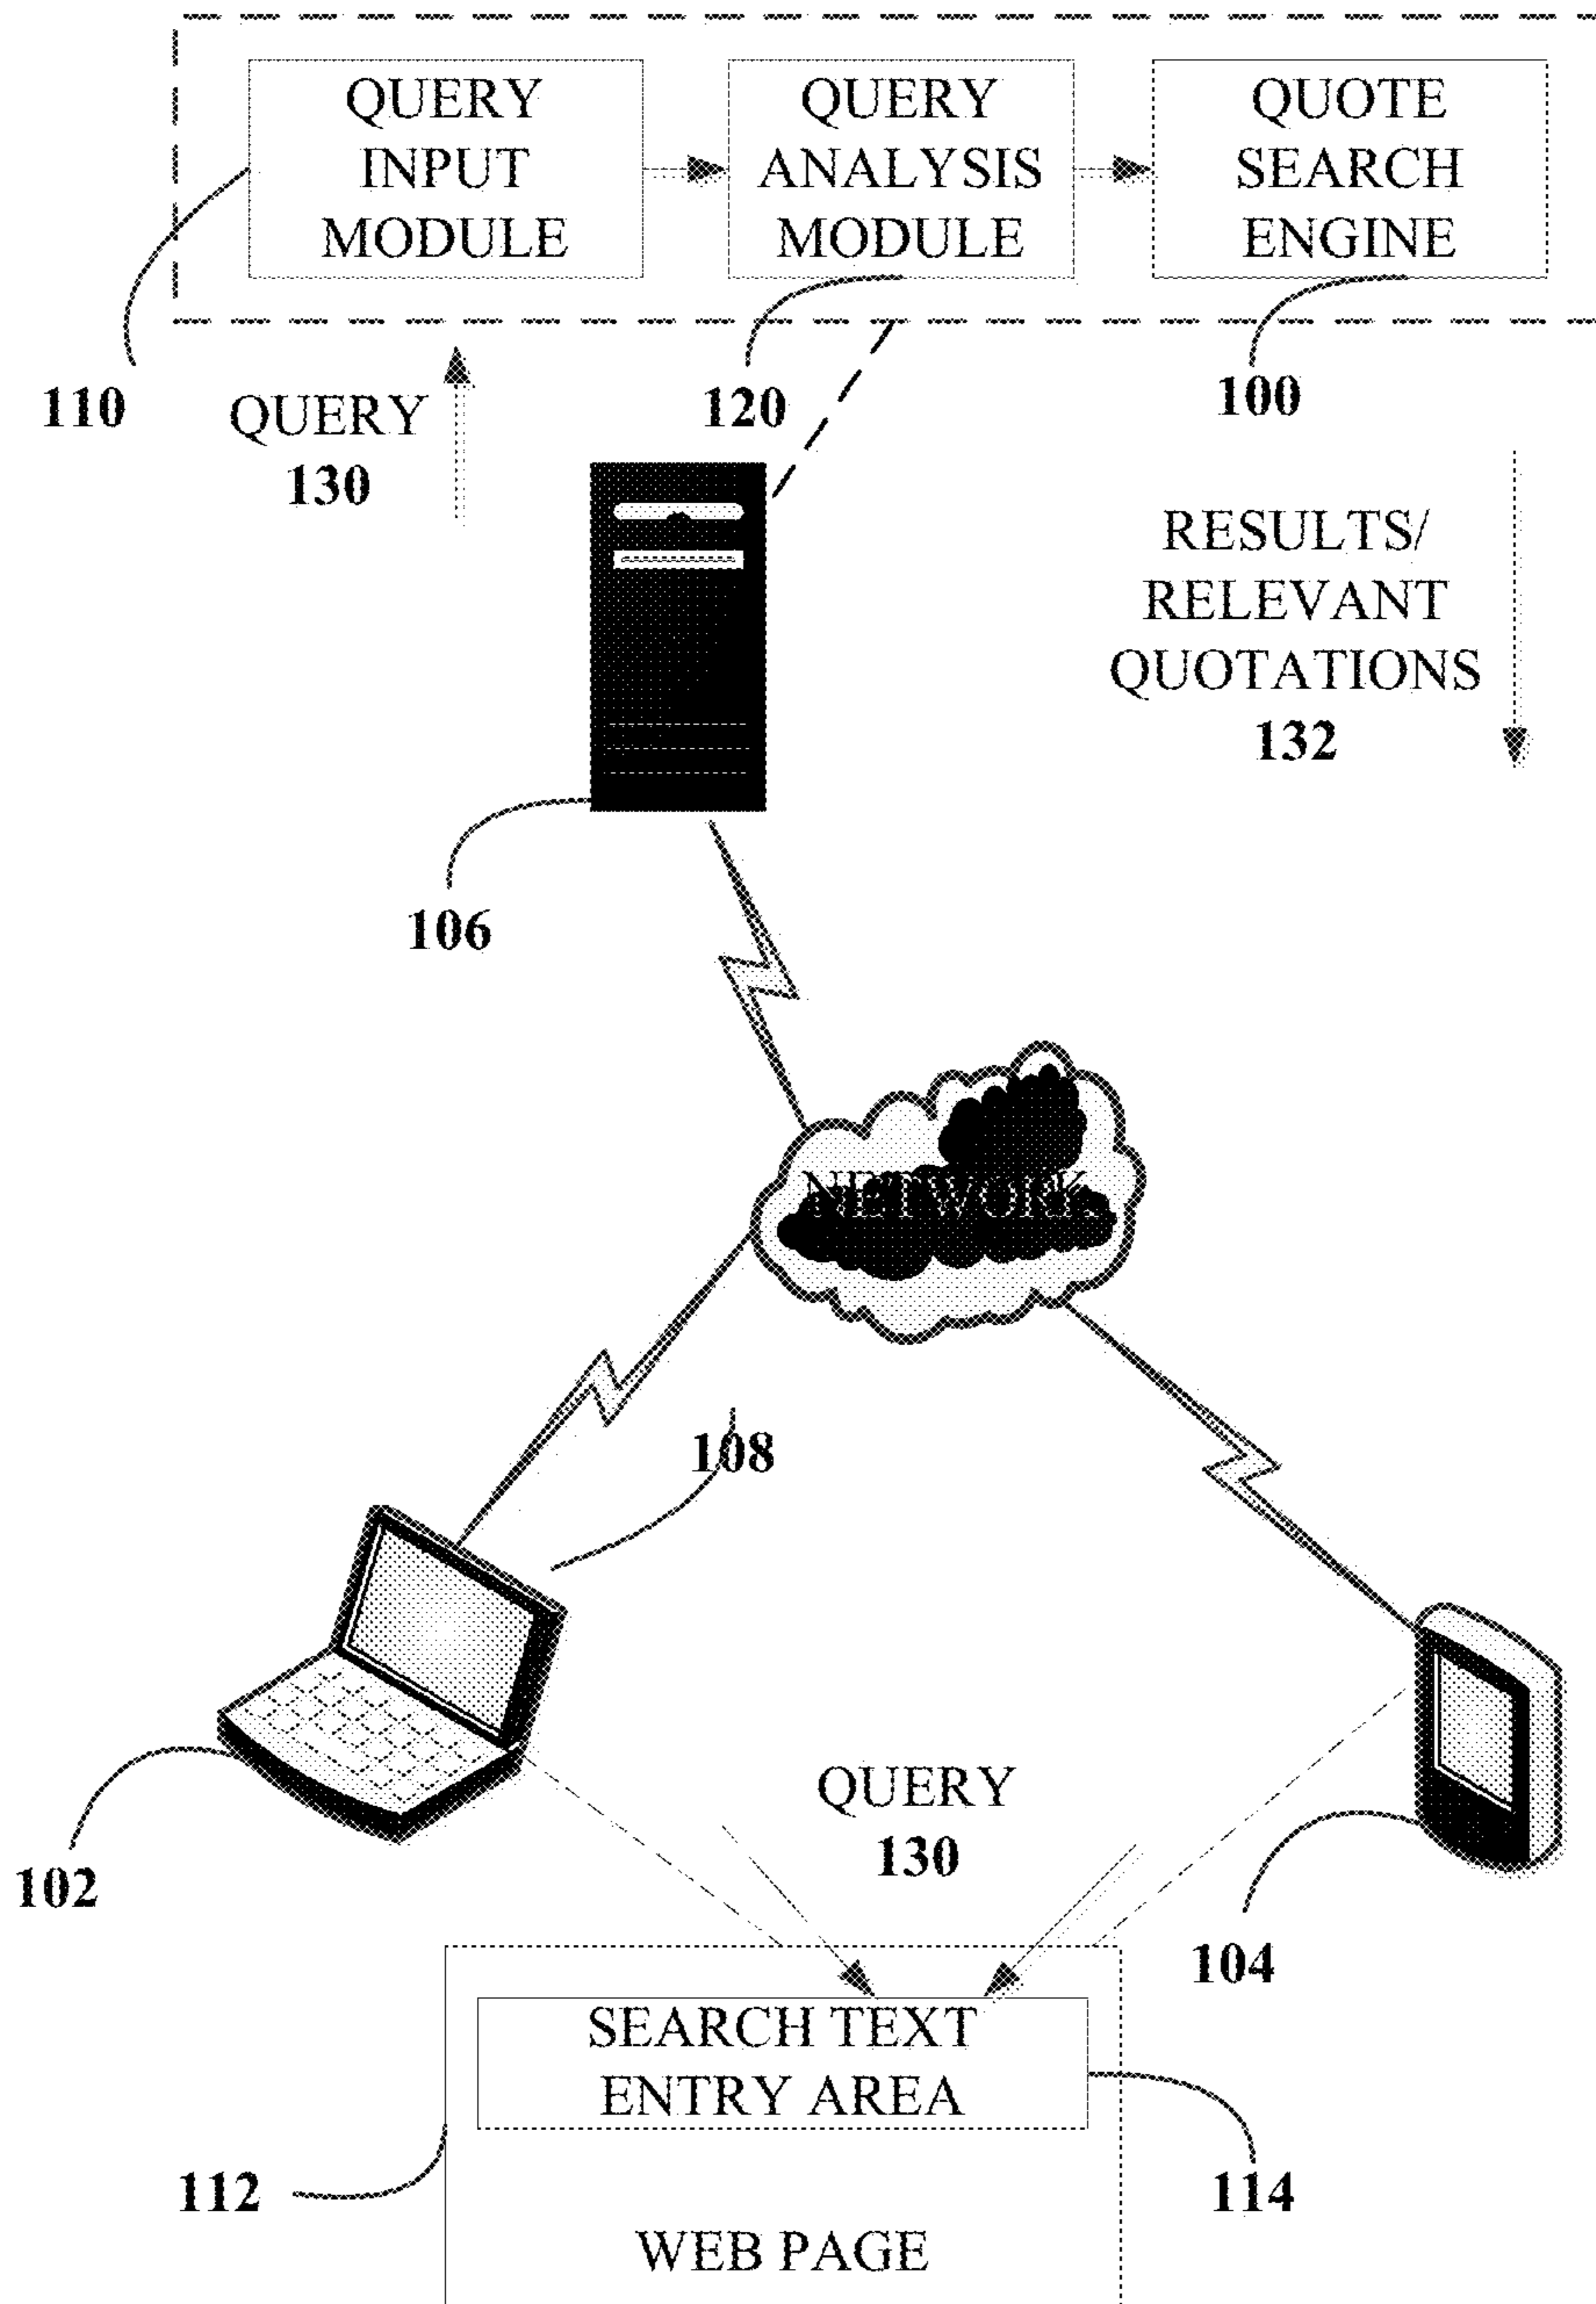 QUERY
INPUT
MODULE
QUERY
ANALYSIS
MODULE
QUOTE
SEARCH
ENGINE
110
QUERY
130
120
100
RESULTS/
RELEVANT
QUOTATIONS
132
106
NETWORK
108
102
QUERY
130
104
SEARCH TEXT
ENTRY AREA
112
114
WEB PAGE